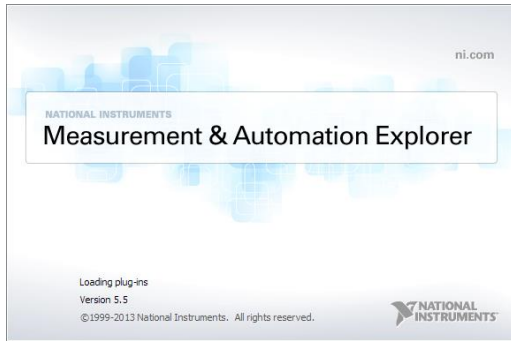 ni.com
NATIONAL INSTRUMENTS
Measurement & Automation Explorer
Loading plug-ins
Version 5.5
©1999-2013 National Instruments. All rights reserved.
NATIONAL
INSTRUMENTS